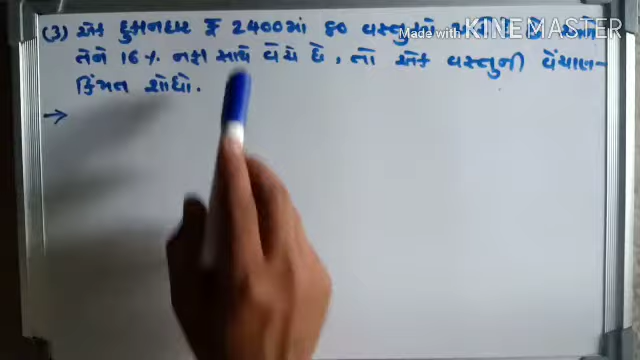 (3) એક દુકાનદાર ₹ 2400માં 80 વસ્તુઓ
Made with KINEMASTER
તેને 16% નફા સાથે વેચે છે, તો એક વસ્તુની વેંચાણ-
કિંમત શોધો.
→